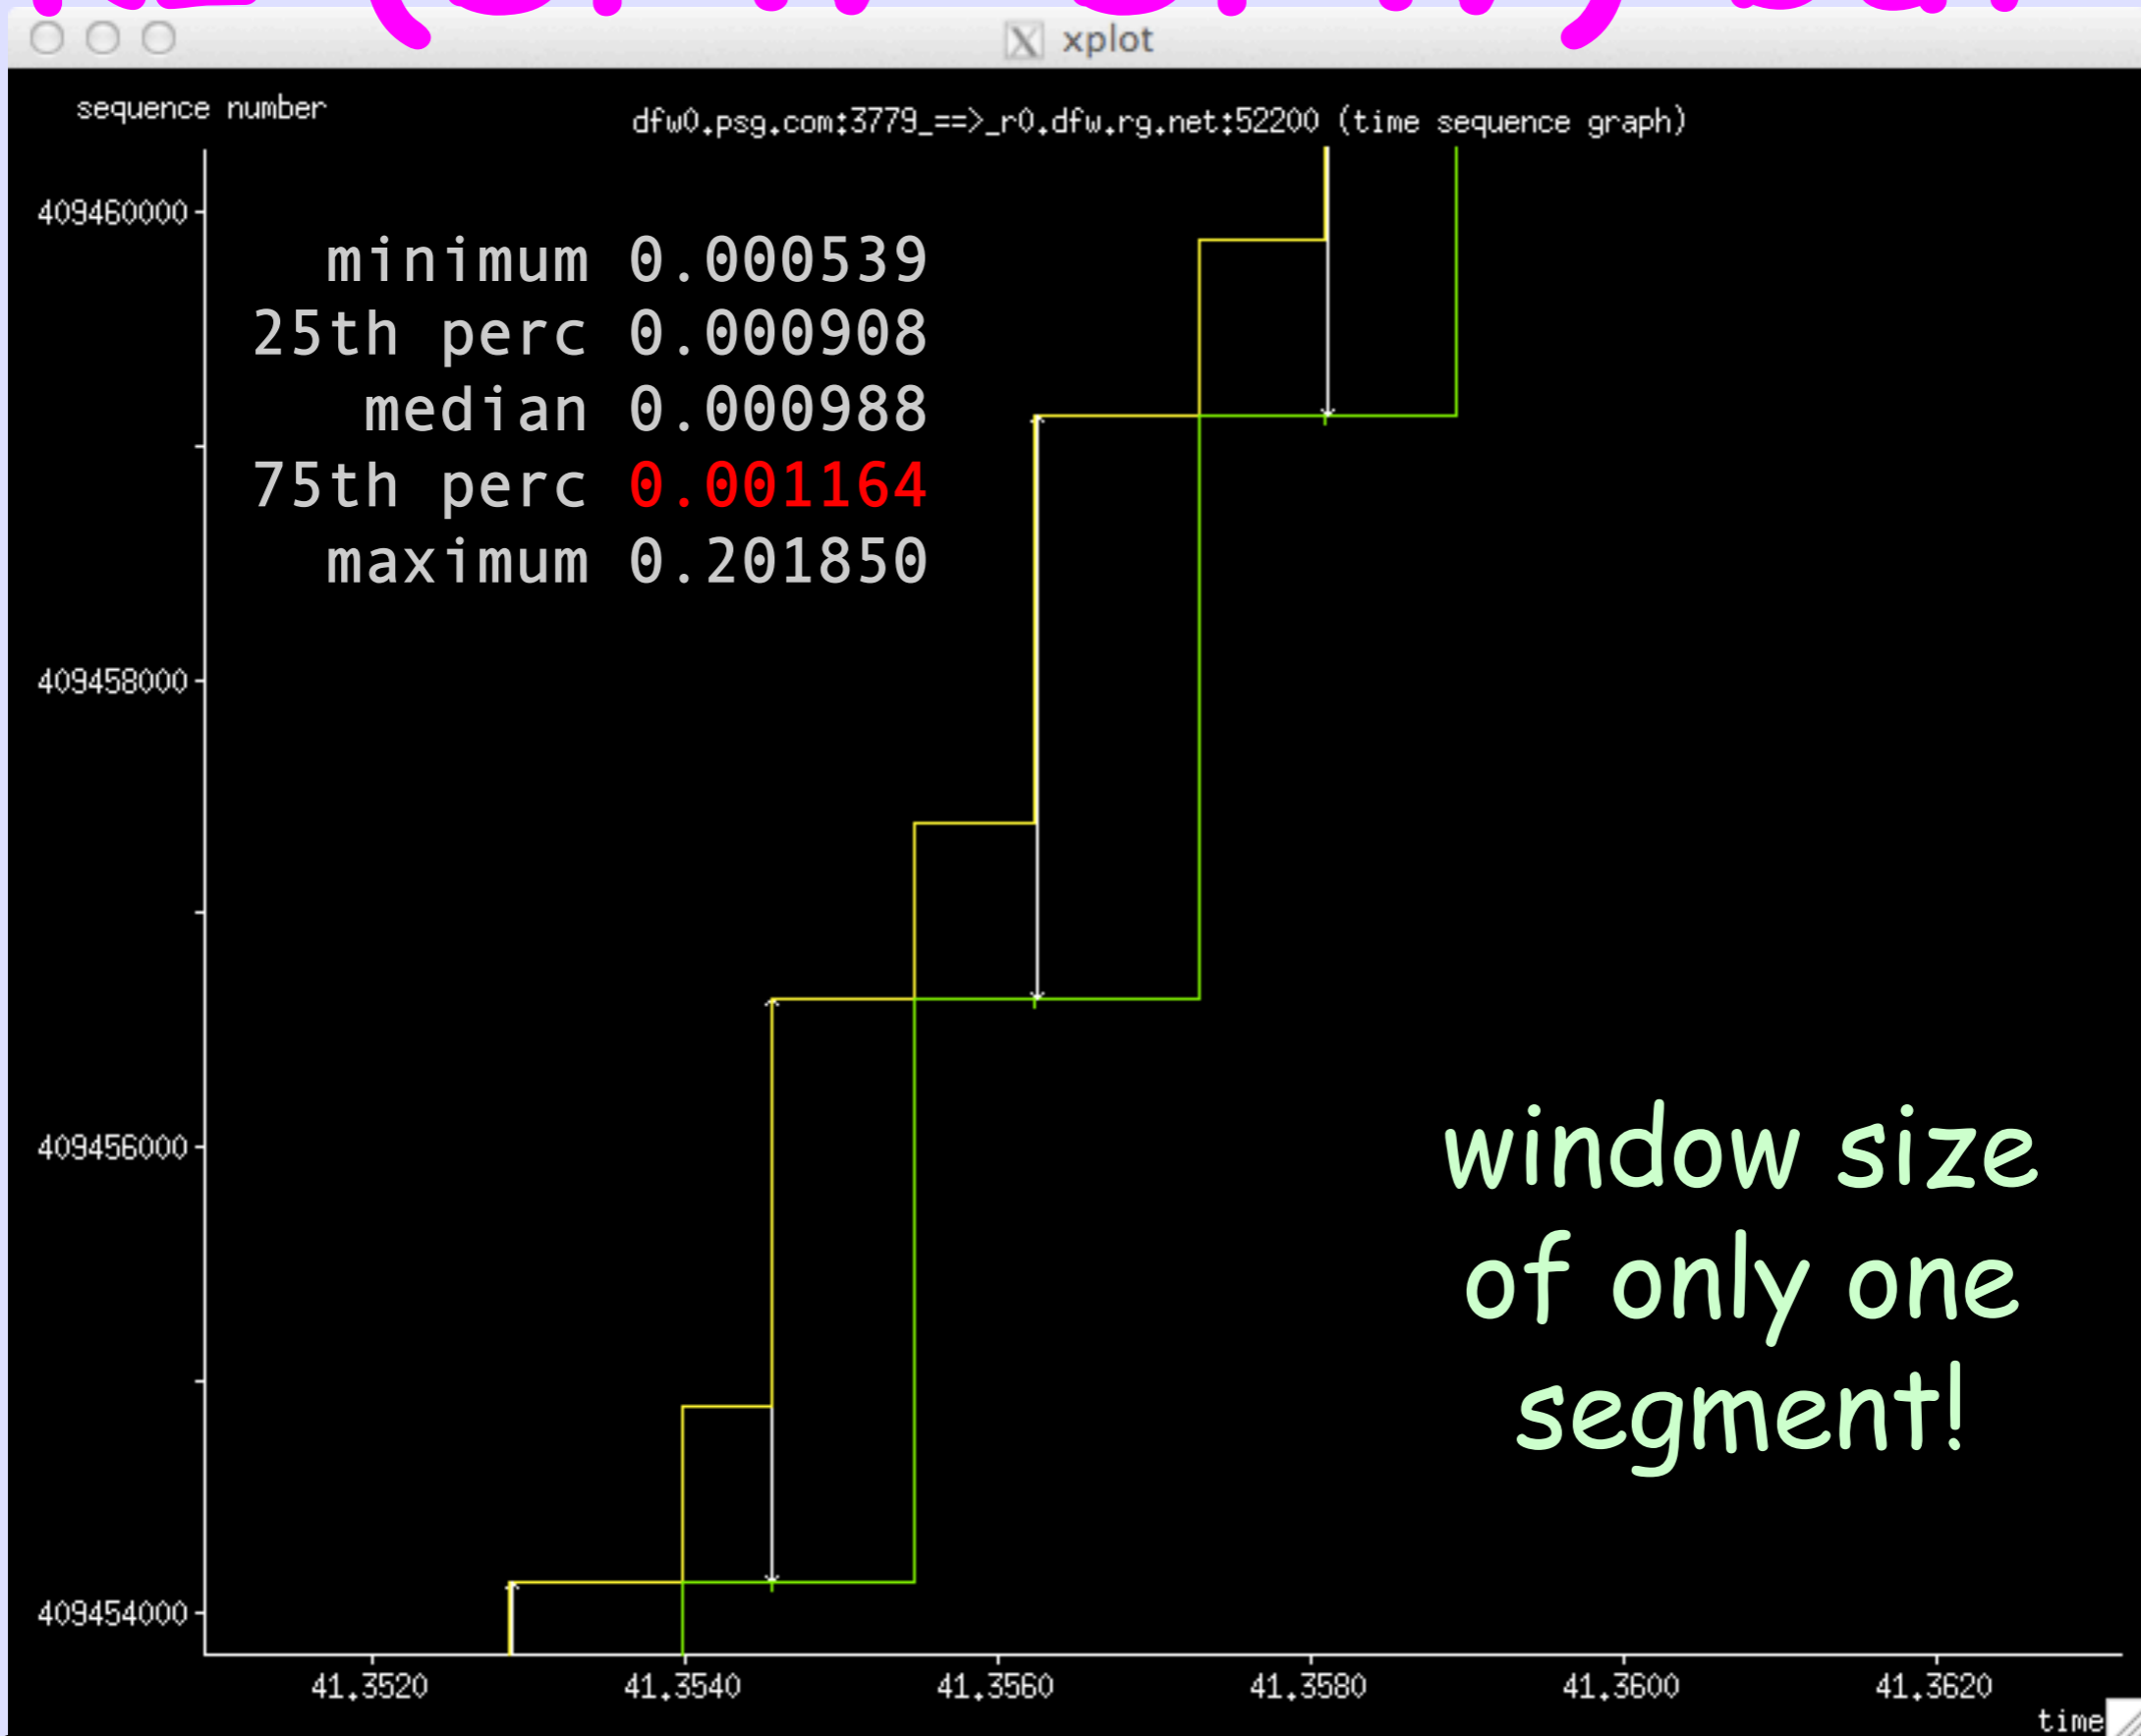 xplot
sequence number
dfw0.psg.com:3779_==>_r0.dfw.rg.net:52200 (time sequence graph)
409460000
minimum 0.000539
25th perc 0.000908
median 0.000988
75th perc 0.001164
maximum 0.201850
409458000
409456000
window size
of only one
segment!
409454000
41.3520 41.3540 41.3560 41.3580 41.3600 41.3620
time